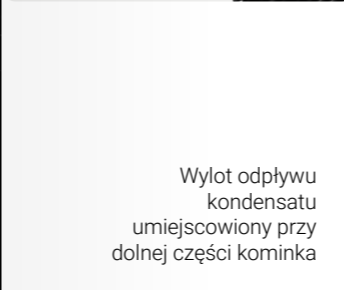 Wylot odpływu
kondensatu
umiejscowiony przy
dolnej części kominka